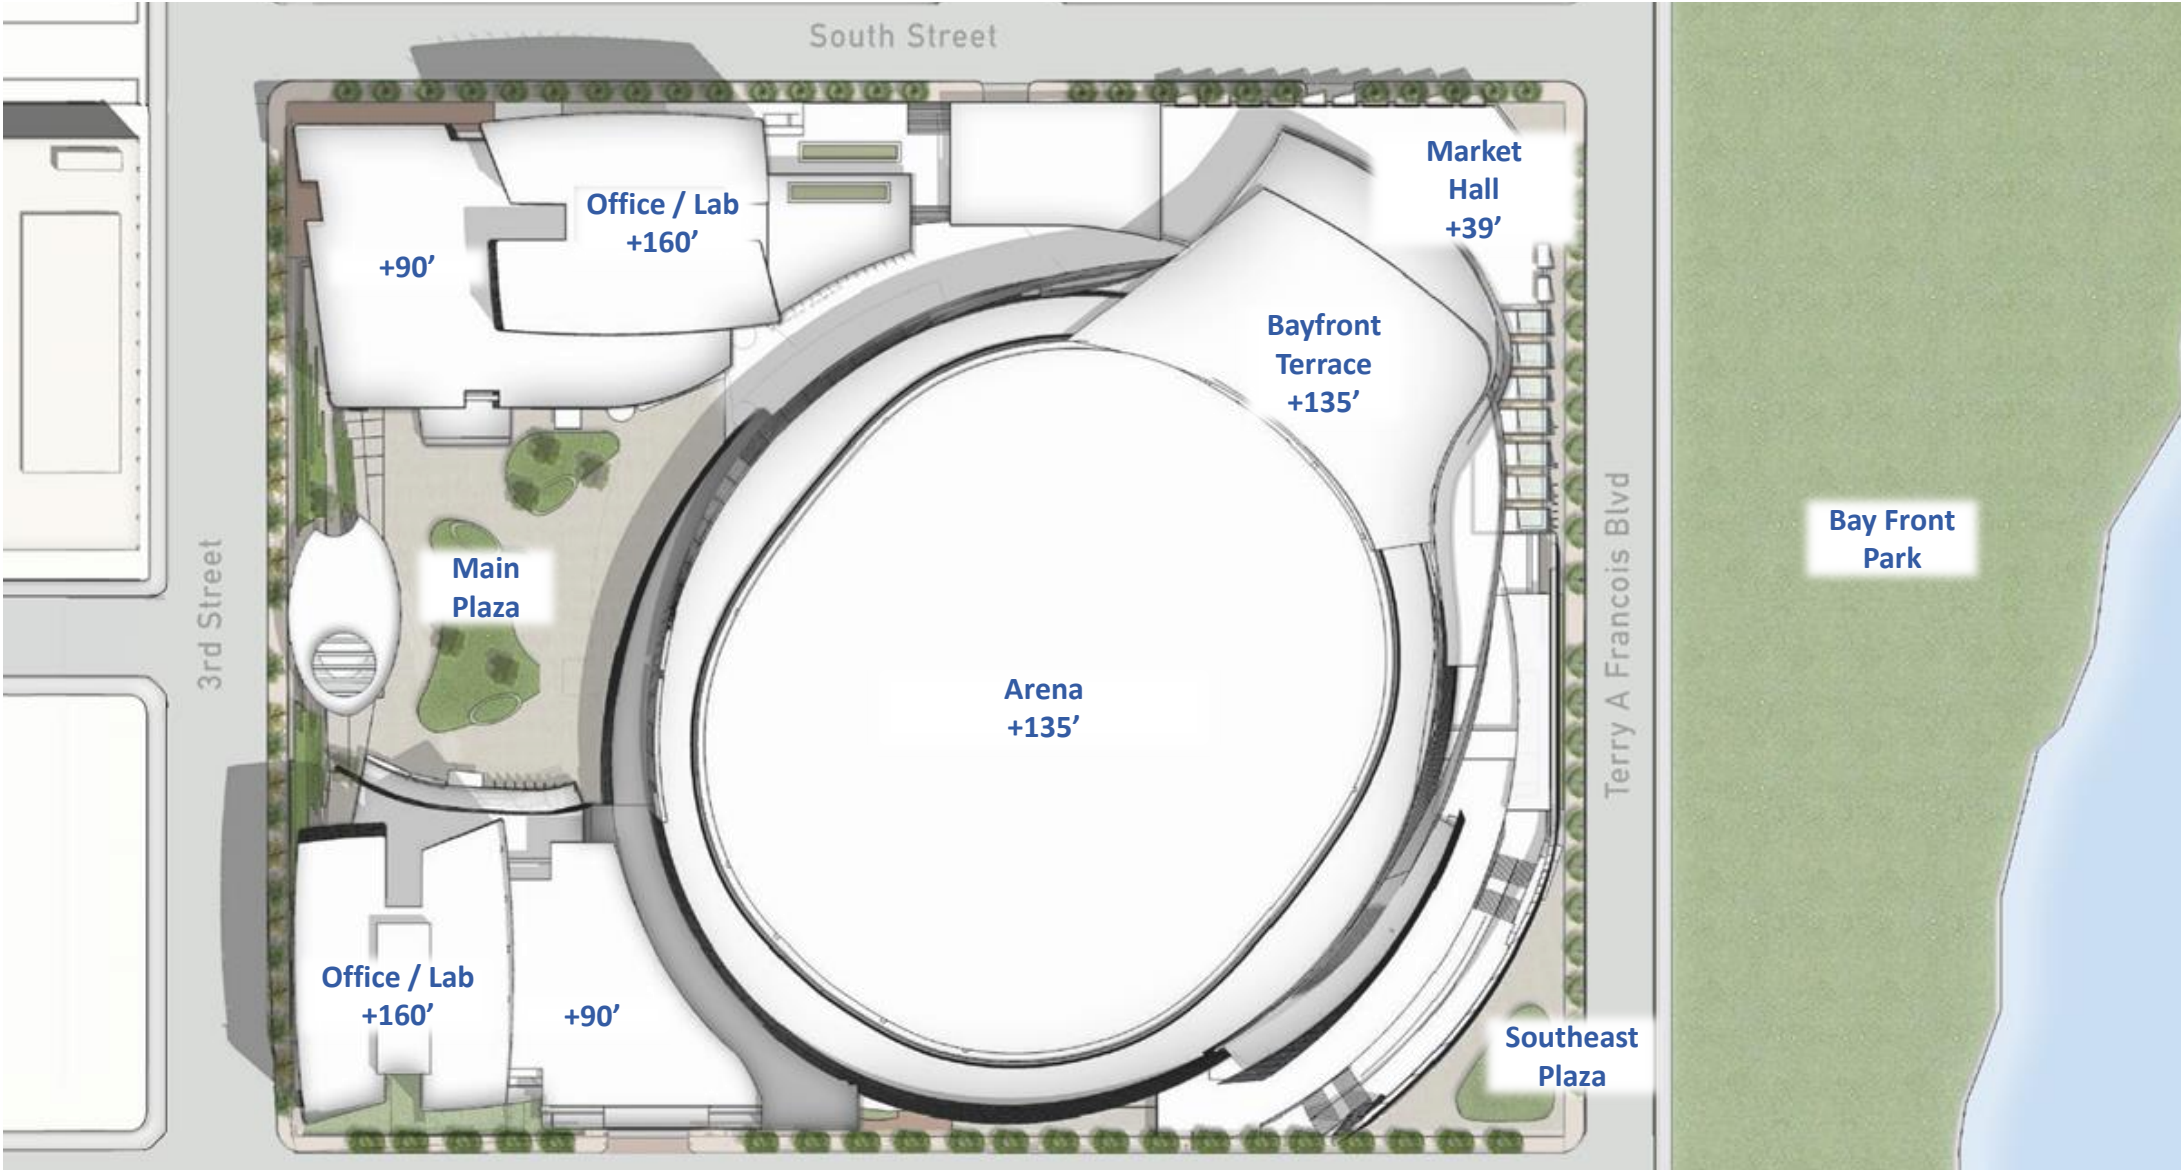 South Street
Market
Hall
+39’
Office / Lab
+160’
+90’
Bayfront
Terrace
+135’
Bay Front
Park
3rd Street
Main
Plaza
Terry A Francois Blvd
Arena
+135’
Office / Lab
+160’
+90’
Southeast
Plaza